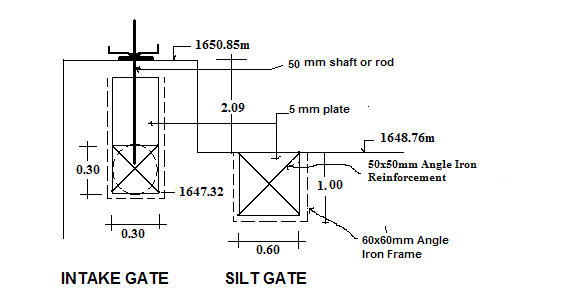 1650.85m
50 mm shaft or rod
2.09
5 mm plate
1648.76m
50x50mm Angle Iron
Reinforcement
0.30
1.00
1647.32
0.30
0.60
60x60mm Angle
Iron Frame
INTAKE GATE
SILT GATE